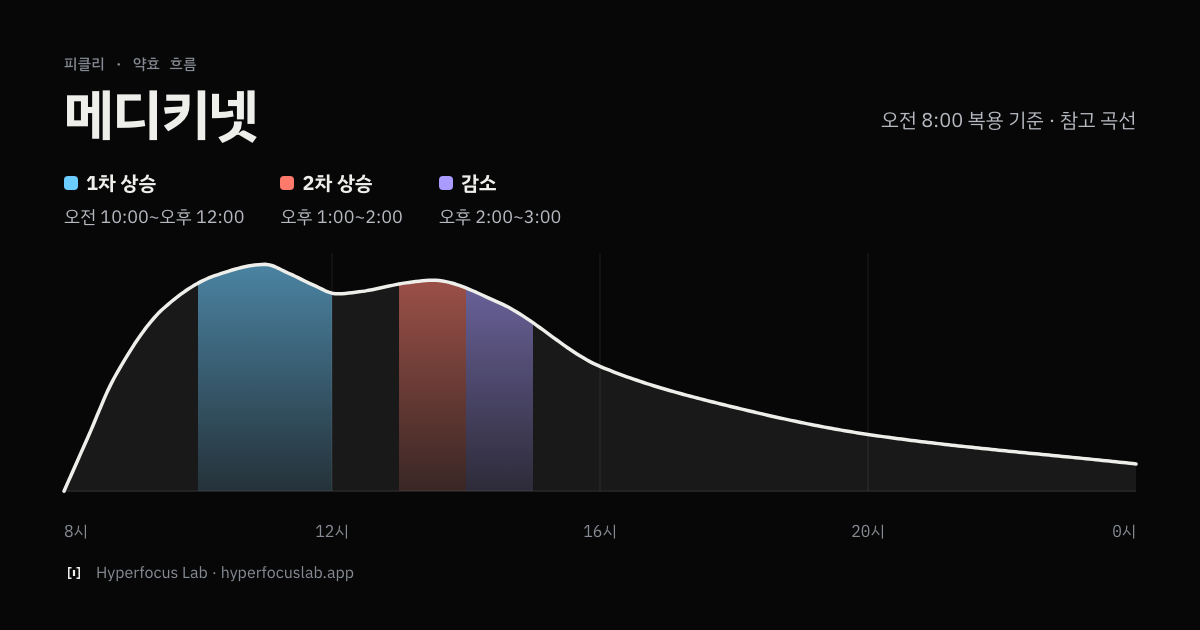 피클리 · 약효 흐름
메디키넷
오전 8:00 복용 기준 · 참고 곡선
1차 상승
오전 10:00~오후 12:00
2차 상승
오후 1:00~2:00
감소
오후 2:00~3:00
8시
12시
16시
20시
0시
Hyperfocus Lab · hyperfocuslab.app